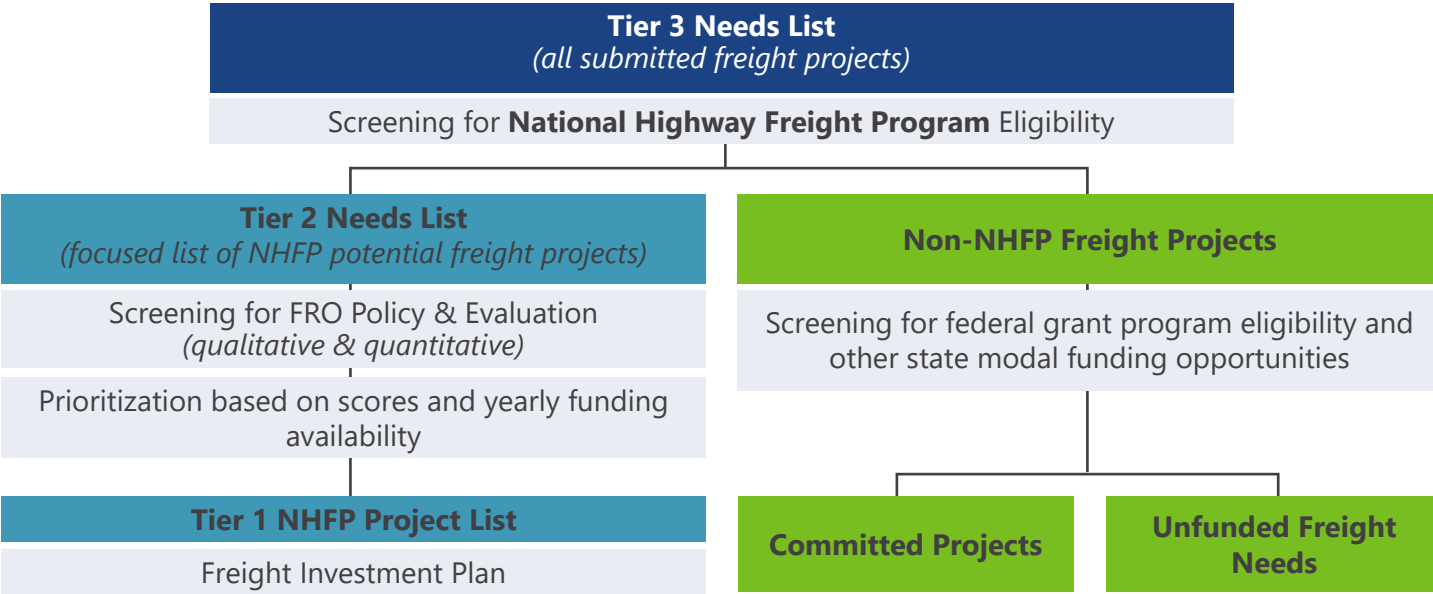 Tier 3 Needs List
(all submitted freight projects)
Screening for National Highway Freight Program Eligibility
Tier 2 Needs List
(focused list of NHFP potential freight projects)
Screening for FRO Policy & Evaluation
(qualitative & quantitative)
Prioritization based on scores and yearly funding
availability
Tier 1 NHFP Project List
Freight Investment Plan
Non-NHFP Freight Projects
Screening for federal grant program eligibility and
other state modal funding opportunities
Committed Projects
Unfunded Freight
Needs